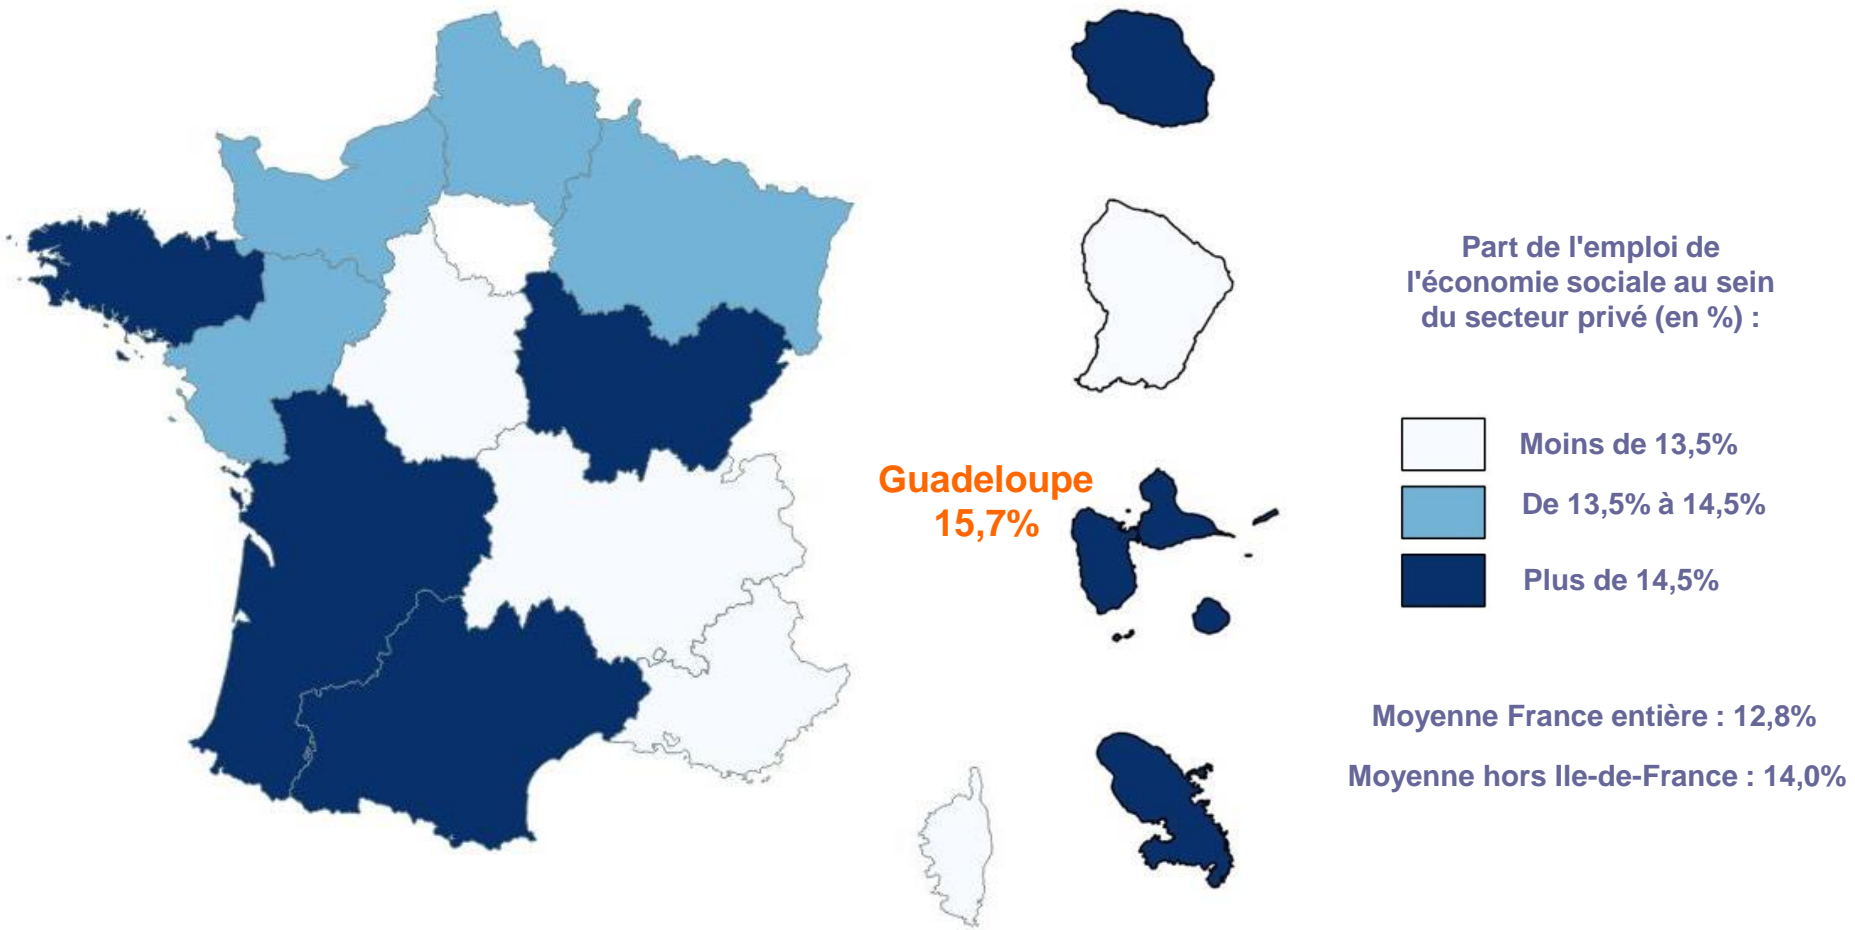 Guadeloupe
15,7%
Part de l'emploi de
l'économie sociale au sein
du secteur privé (en %) :
Moins de 13,5%
De 13,5% à 14,5%
Plus de 14,5%
Moyenne France entière : 12,8%
Moyenne hors Ile-de-France : 14,0%